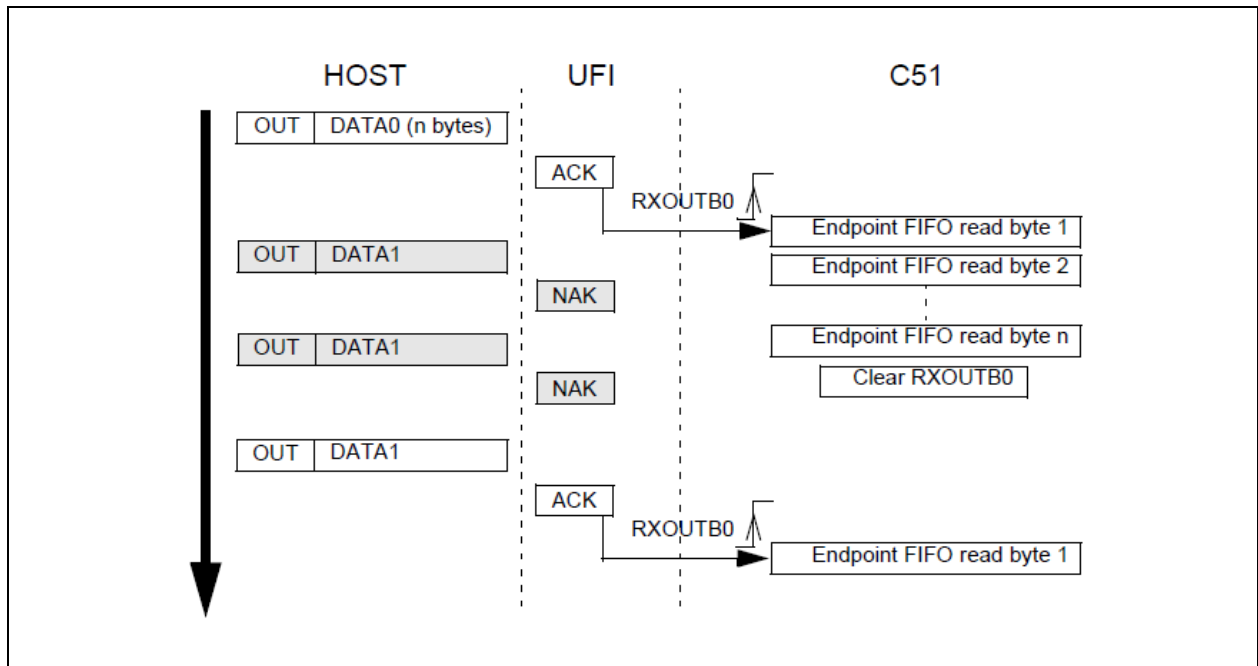 HOST UFI C51
OUT DATA0 (n bytes)
ACK
RXOUTB0
Endpoint FIFO read byte 1
OUT DATA1
Endpoint FIFO read byte 2
NAK
Endpoint FIFO read byte n
OUT DATA1
Clear RXOUTB0
NAK
OUT DATA1
ACK
RXOUTB0
Endpoint FIFO read byte 1